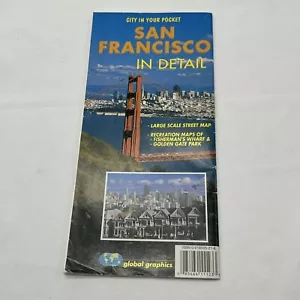 CITY IN YOUR POCKET
SAN
FRANCISCO
IN DETAIL
- LARGE SCALE STREET MAP
- RECREATION MAPS OF
- FISHERMAN'S WHARF &
- GOLDEN GATE PARK
global graphics